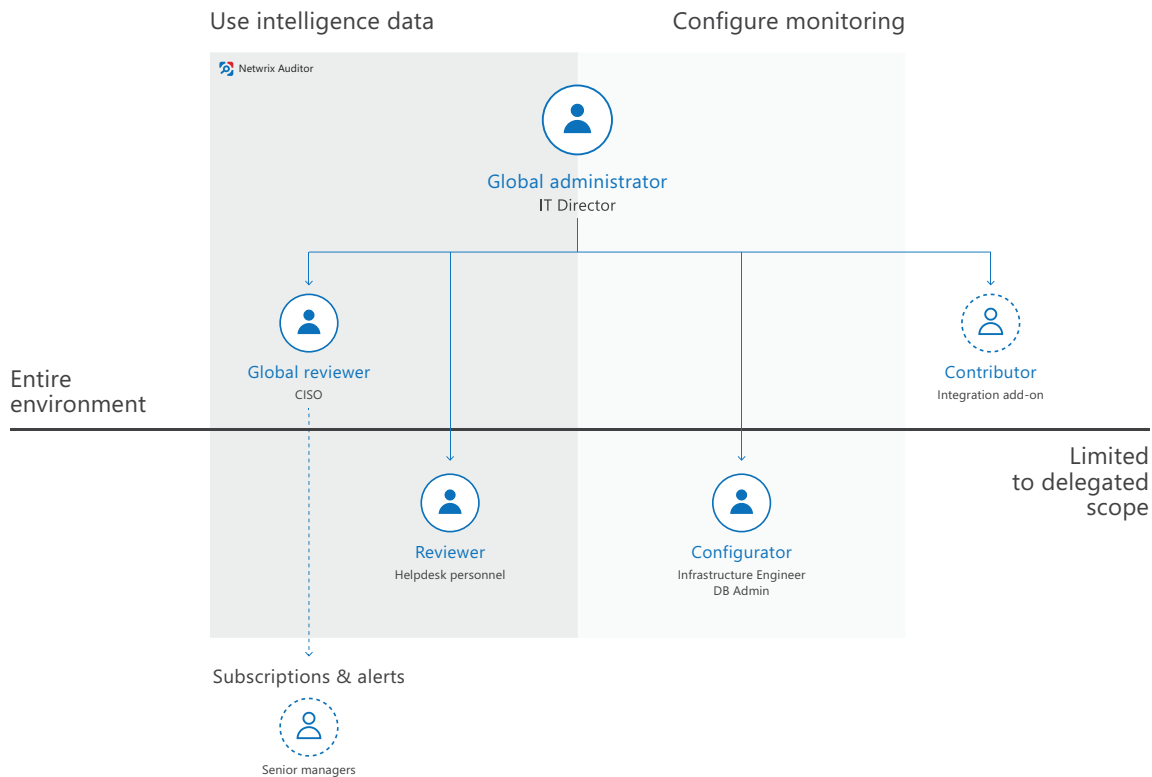 Use intelligence data
Configure monitoring
Netwrix Auditor
Global administrator
IT Director
Global reviewer
CISO
Contributor
Integration add-on
Entire
environment
Limited
to delegated
scope
Reviewer
Helpdesk personnel
Configurator
Infrastructure Engineer
DB Admin
Subscriptions & alerts
Senior managers